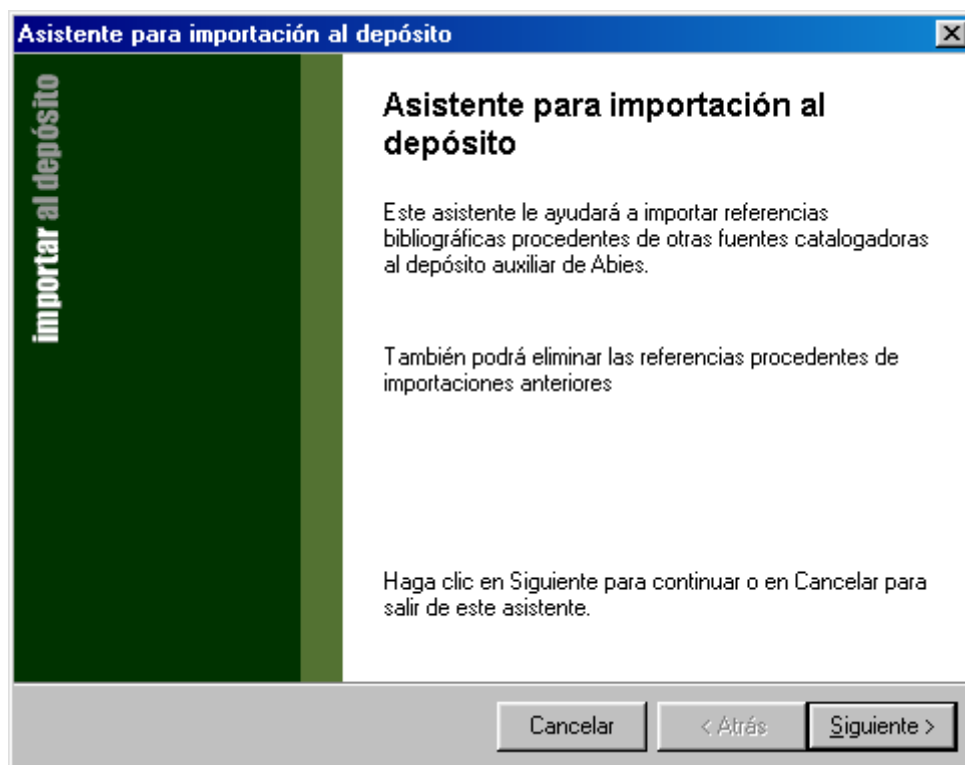 Asistente para importación al depósito
importar al depósito
Asistente para importación al
depósito
Este asistente le ayudará a importar referencias
bibliográficas procedentes de otras fuentes catalogadoras
al depósito auxiliar de Abies.
También podrá eliminar las referencias procedentes de
importaciones anteriores
Haga clic en Siguiente para continuar o en Cancelar para
salir de este asistente.
Cancelar
< Atrás
Siguiente >